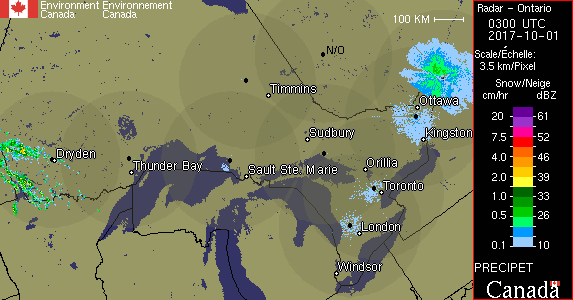 Environment Environnement
Canada Canada
100 KM
N/O
Timmins
Ottawa
Sudbury
Kingston
Dryden
Thunder Bay
Sault Ste. Marie
Orillia
Toronto
London
Windsor
Radar - Ontario
0300 UTC
2017-10-01
Scale/Échelle:
3.5 km/Pixel
Snow/Neige
cm/hr dBZ
20 61
7.5 52
4.0 46
2.0 39
1.0 33
0.5 26
0.1 10
PRECIPET
Canada